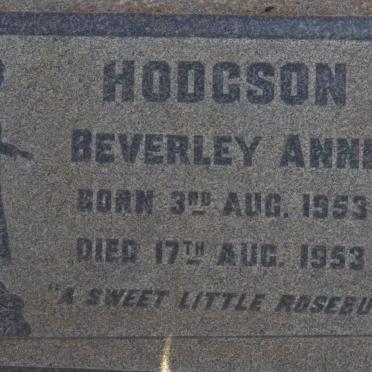 HODGSON
BEVERLEY ANNE
BORN 3RD AUG. 1953
DIED 17TH AUG. 1953
"A SWEET LITTLE ROSEBU